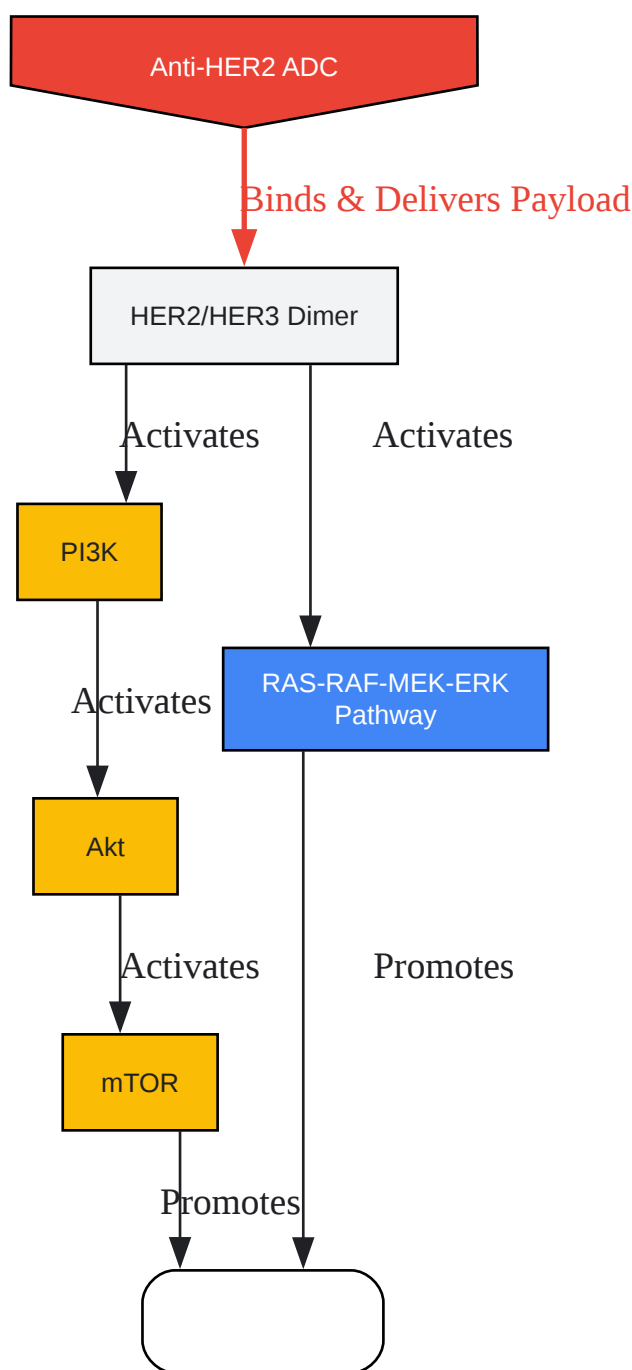 Anti-HER2 ADC
Binds & Delivers Payload
HER2/HER3 Dimer
Activates
Activates
PI3K
RAS-RAF-MEK-ERK
Pathway
Activates
Akt
Activates
Promotes
mTOR
Promotes